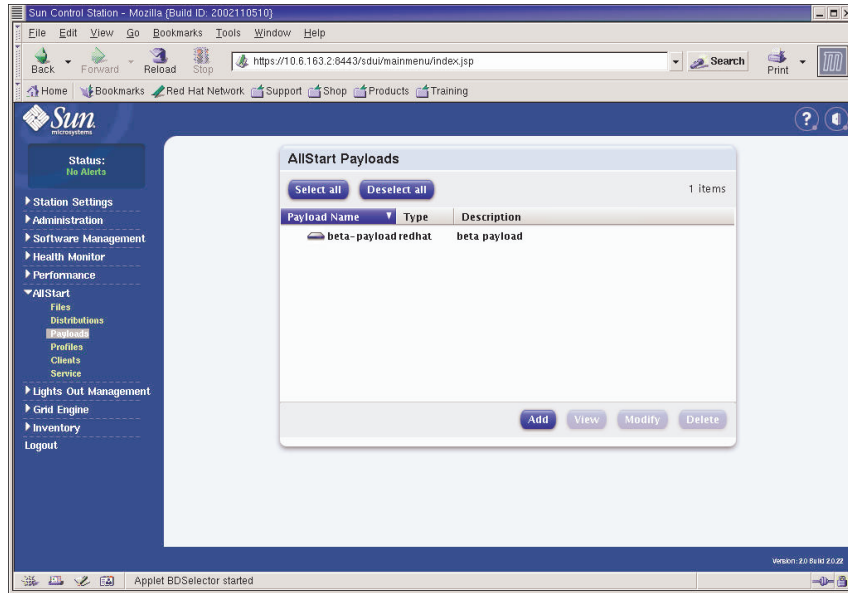 Sun Control Station - Mozilla {Build ID: 2002110510}
File Edit View Go Bookmarks Tools Window Help
Back Forward Reload Stop https://10.6.163.2:8443/sdui/mainmenu/index.jsp Search Print
Home Bookmarks Red Hat Network Support Shop Products Training
Sun
microsystems
Status:
No Alerts
Station Settings
Administration
Software Management
Health Monitor
Performance
AllStart
Files
Distributions
Payloads
Profiles
Clients
Service
Lights Out Management
Grid Engine
Inventory
Logout
AllStart Payloads
Select all Deselect all 1 items
Payload Name Type Description
beta-payload redhat beta payload
Add View Modify Delete
Version: 2.0 Build 2.0.22
Applet BDSelector started